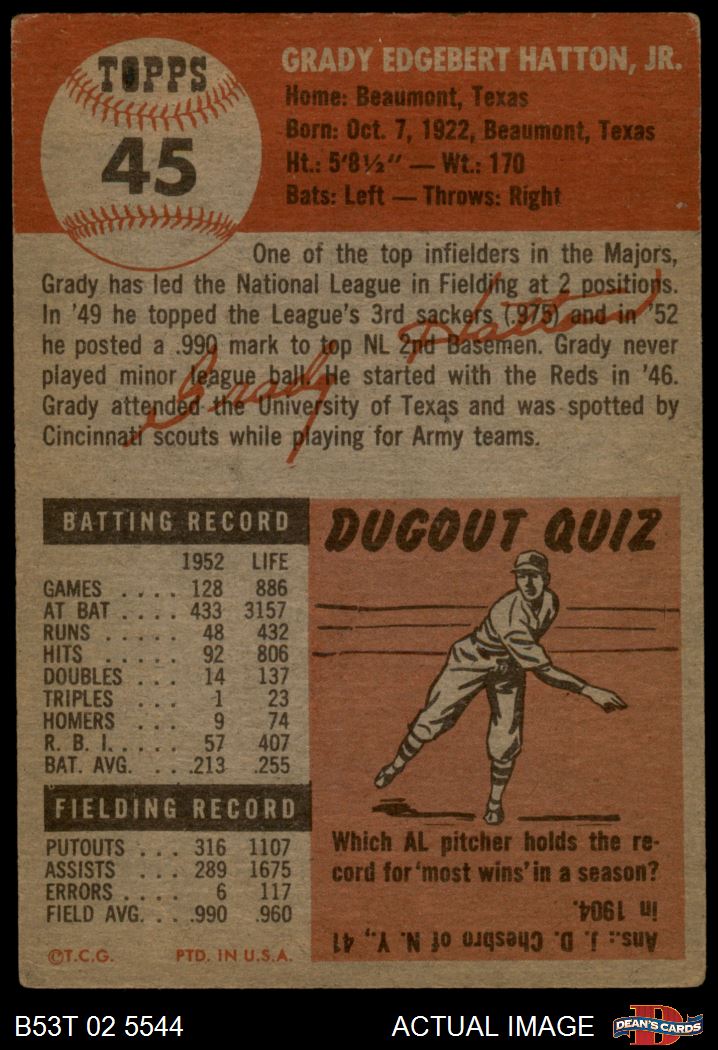 TOPPS
45
GRADY EDGEBERT HATTON, JR.
Home: Beaumont, Texas
Born: Oct. 7, 1922, Beaumont, Texas
Ht.: 5'8½" — Wt.: 170
Bats: Left — Throws: Right
One of the top infielders in the Majors,
Grady has led the National League in Fielding at 2 positions.
In '49 he topped the League's 3rd sackers (.975) and in '52
he posted a .990 mark to top NL 2nd Basemen. Grady never
played minor league ball. He started with the Reds in '46.
Grady attended the University of Texas and was spotted by
Cincinnati scouts while playing for Army teams.
Grady Hatton
BATTING RECORD
1952 LIFE
GAMES . . . . 128 886
AT BAT . . . . 433 3157
RUNS . . . . . 48 432
HITS . . . . . 92 806
DOUBLES . . . 14 137
TRIPLES . . . 1 23
HOMERS . . . 9 74
R. B. I. . . . . 57 407
BAT. AVG. . . .213 .255
FIELDING RECORD
PUTOUTS . . . 316 1107
ASSISTS . . . 289 1675
ERRORS . . . . 6 117
FIELD AVG. . . .990 .960
©T.C.G. PTD. IN U.S.A.
DUGOUT QUIZ
Which AL pitcher holds the re-
cord for 'most wins' in a season?
Ans.: J. D. Chesbro of N. Y., 41
in 1904.
B53T 02 5544 ACTUAL IMAGE
D
DEAN'S CARDS